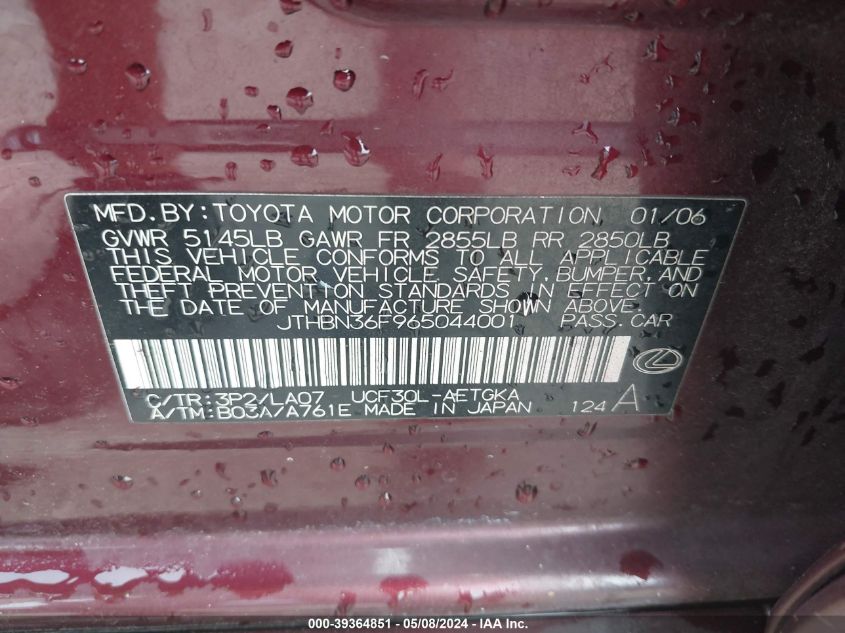 MFD. BY: TOYOTA MOTOR CORPORATION 01/06
GVWR 5145LB GAWR FR 2855LB RR 2850LB
THIS VEHICLE CONFORMS TO ALL APPLICABLE
FEDERAL MOTOR VEHICLE SAFETY, BUMPER, AND
THEFT PREVENTION STANDARDS IN EFFECT ON
THE DATE OF MANUFACTURE SHOWN ABOVE.
JTHBN36F965044001 PASS. CAR
C/TR: 3P2/LA07 UCF30L-AETGKA
A/TM: B03A/A761E MADE IN JAPAN 124 A
000-39364851 - 05/08/2024 - IAA Inc.